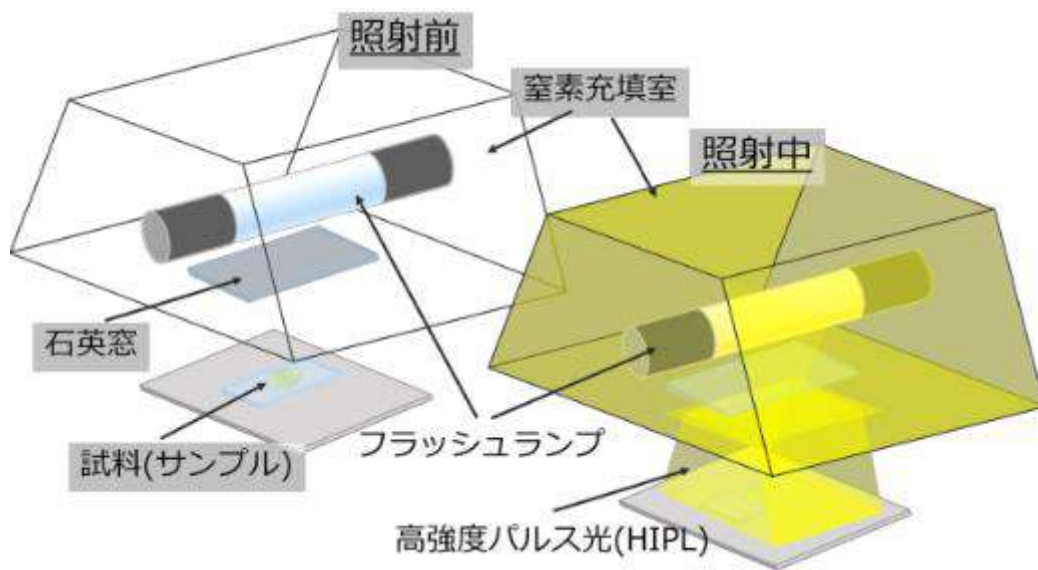 照射前
窒素充填室
照射中
石英窓
試料(サンプル)
フラッシュランプ
高強度パルス光(HIPL)